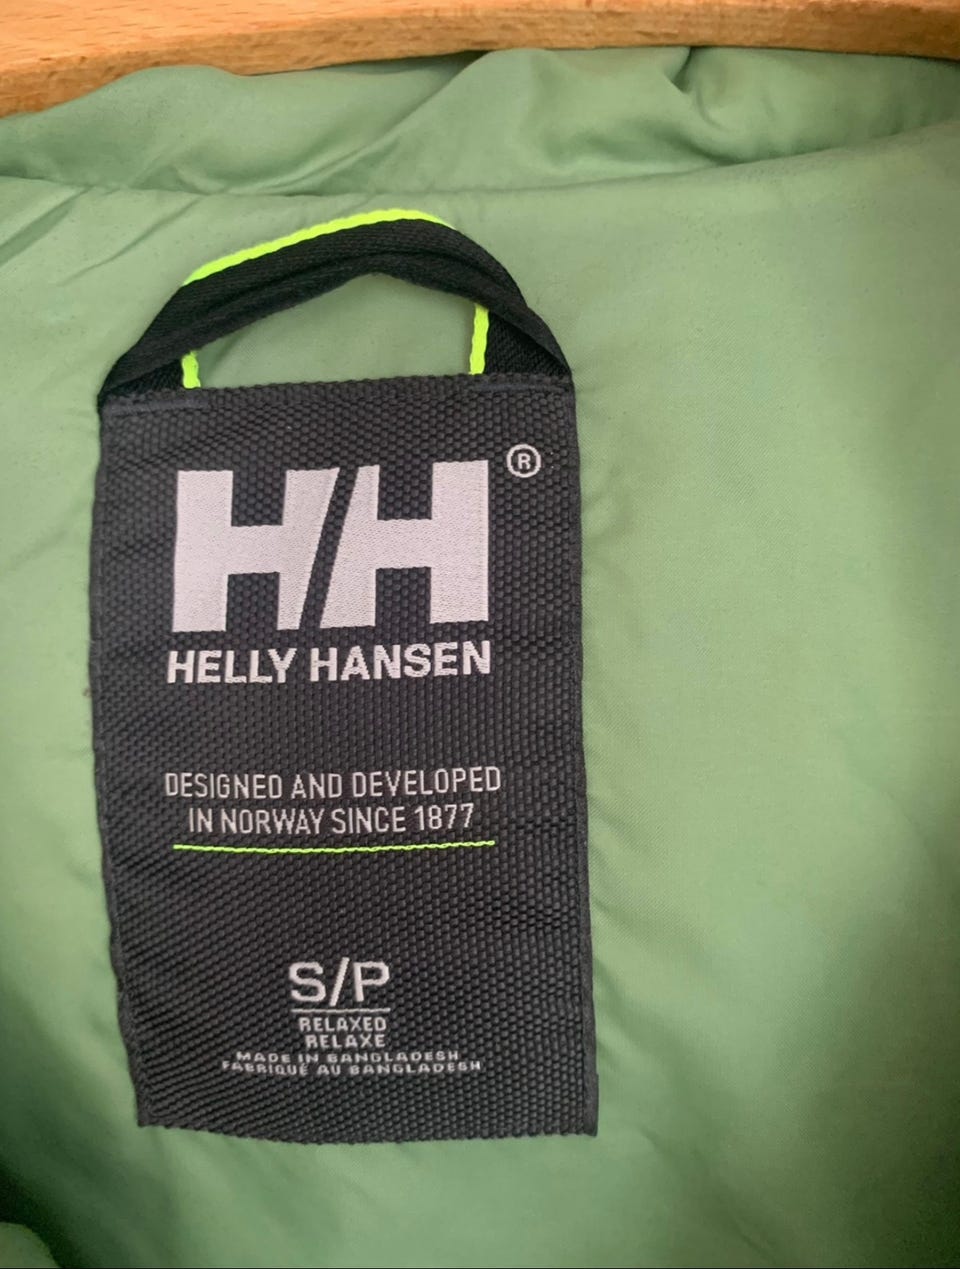 HH®
HELLY HANSEN
DESIGNED AND DEVELOPED
IN NORWAY SINCE 1877
S/P
RELAXED
RELAXE
MADE IN BANGLADESH
FABRIQUÉ AU BANGLADESH